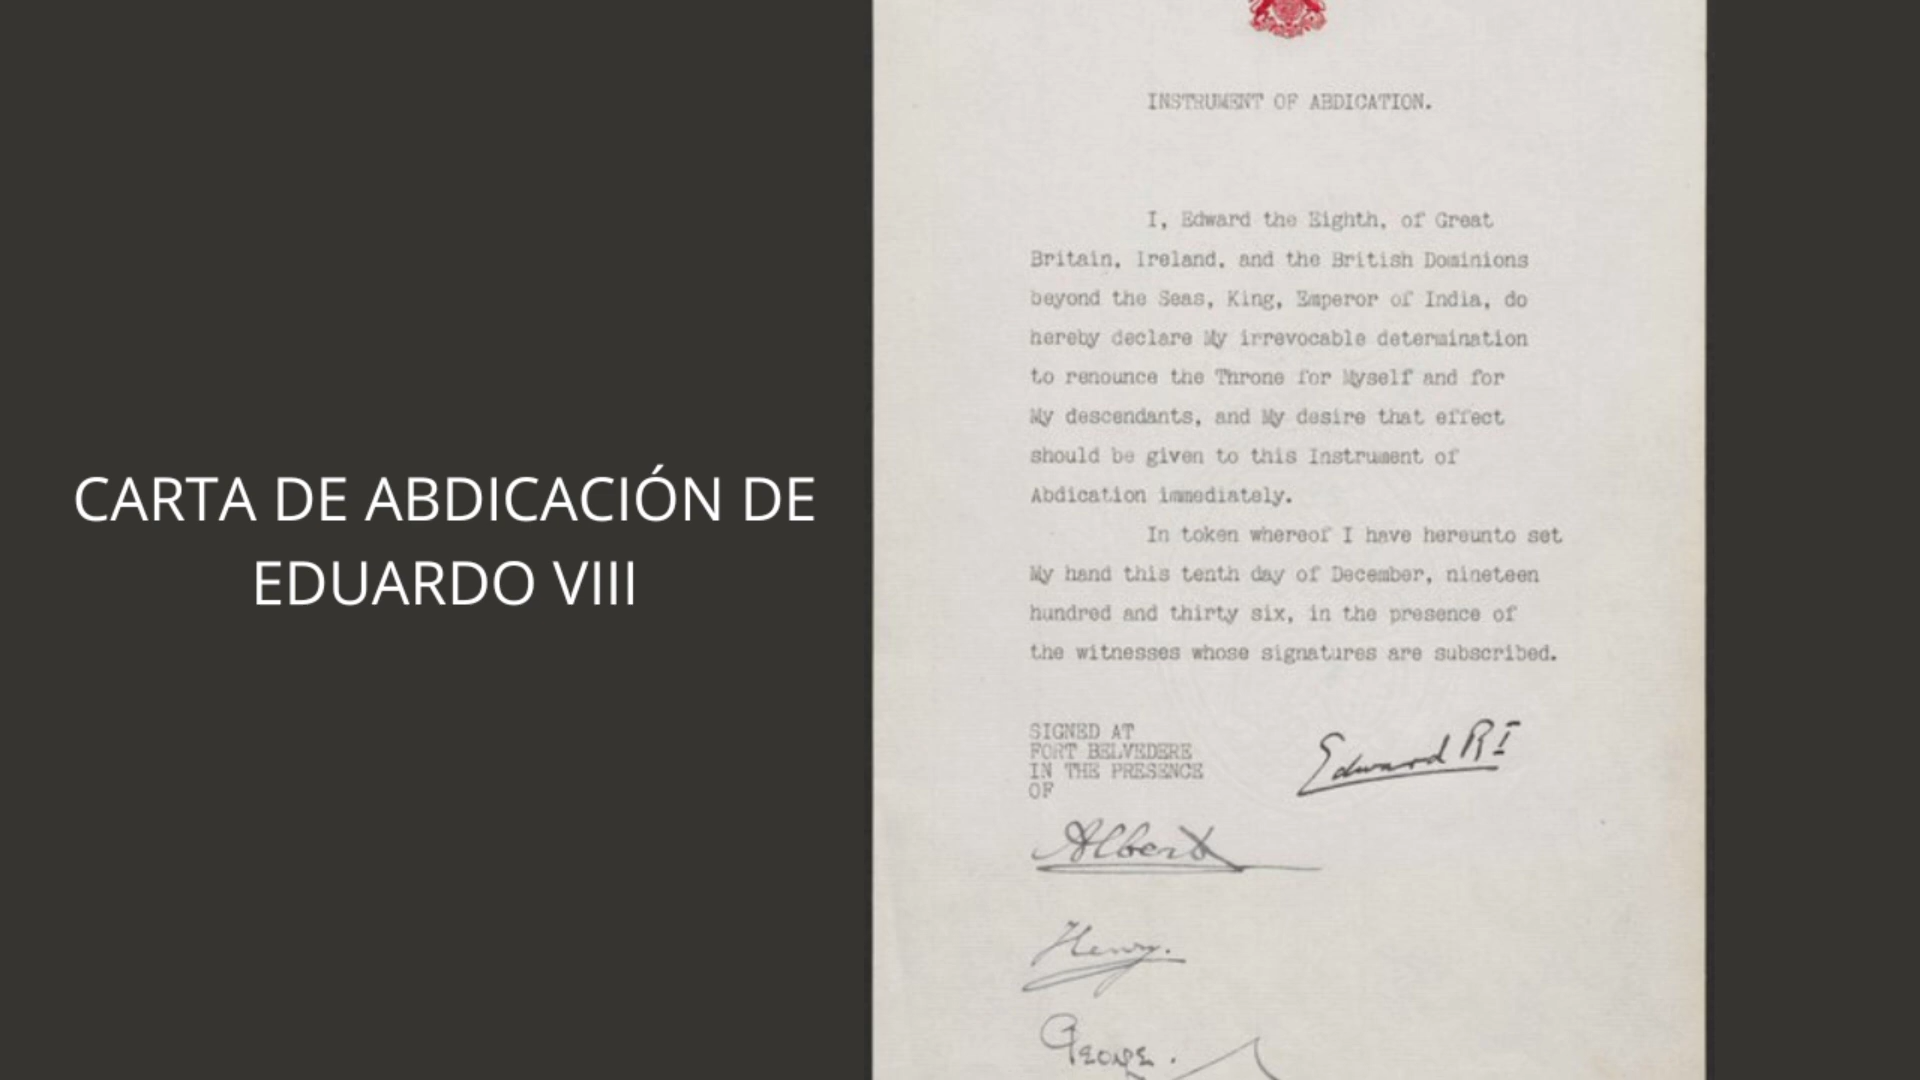 CARTA DE ABDICACIÓN DE
EDUARDO VIII
INSTRUMENT OF ABDICATION.
I, Edward the Eighth, of Great
Britain, Ireland, and the British Dominions
beyond the Seas, King, Emperor of India, do
hereby declare My irrevocable determination
to renounce the Throne for Myself and for
My descendants, and My desire that effect
should be given to this Instrument of
Abdication immediately.
In token whereof I have hereunto set
My hand this tenth day of December, nineteen
hundred and thirty six, in the presence of
the witnesses whose signatures are subscribed.
SIGNED AT
FORT BELVEDERE
IN THE PRESENCE
OF
Edward RI
Albert
Henry.
George.